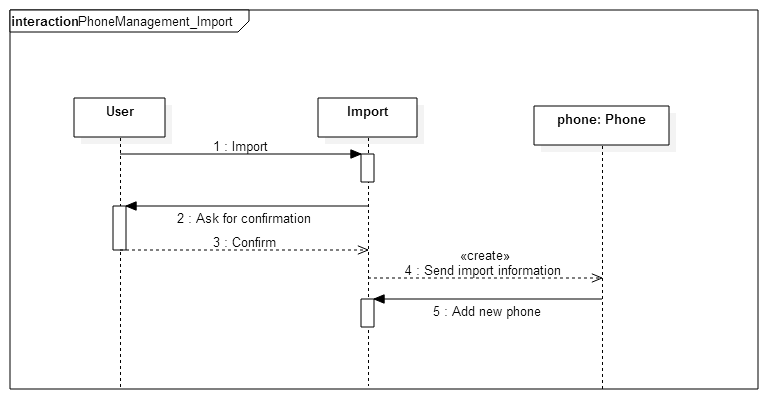 interactionPhoneManagement_Import
User
Import
phone: Phone
1 : Import
2 : Ask for confirmation
3 : Confirm
«create»
4 : Send import information
5 : Add new phone